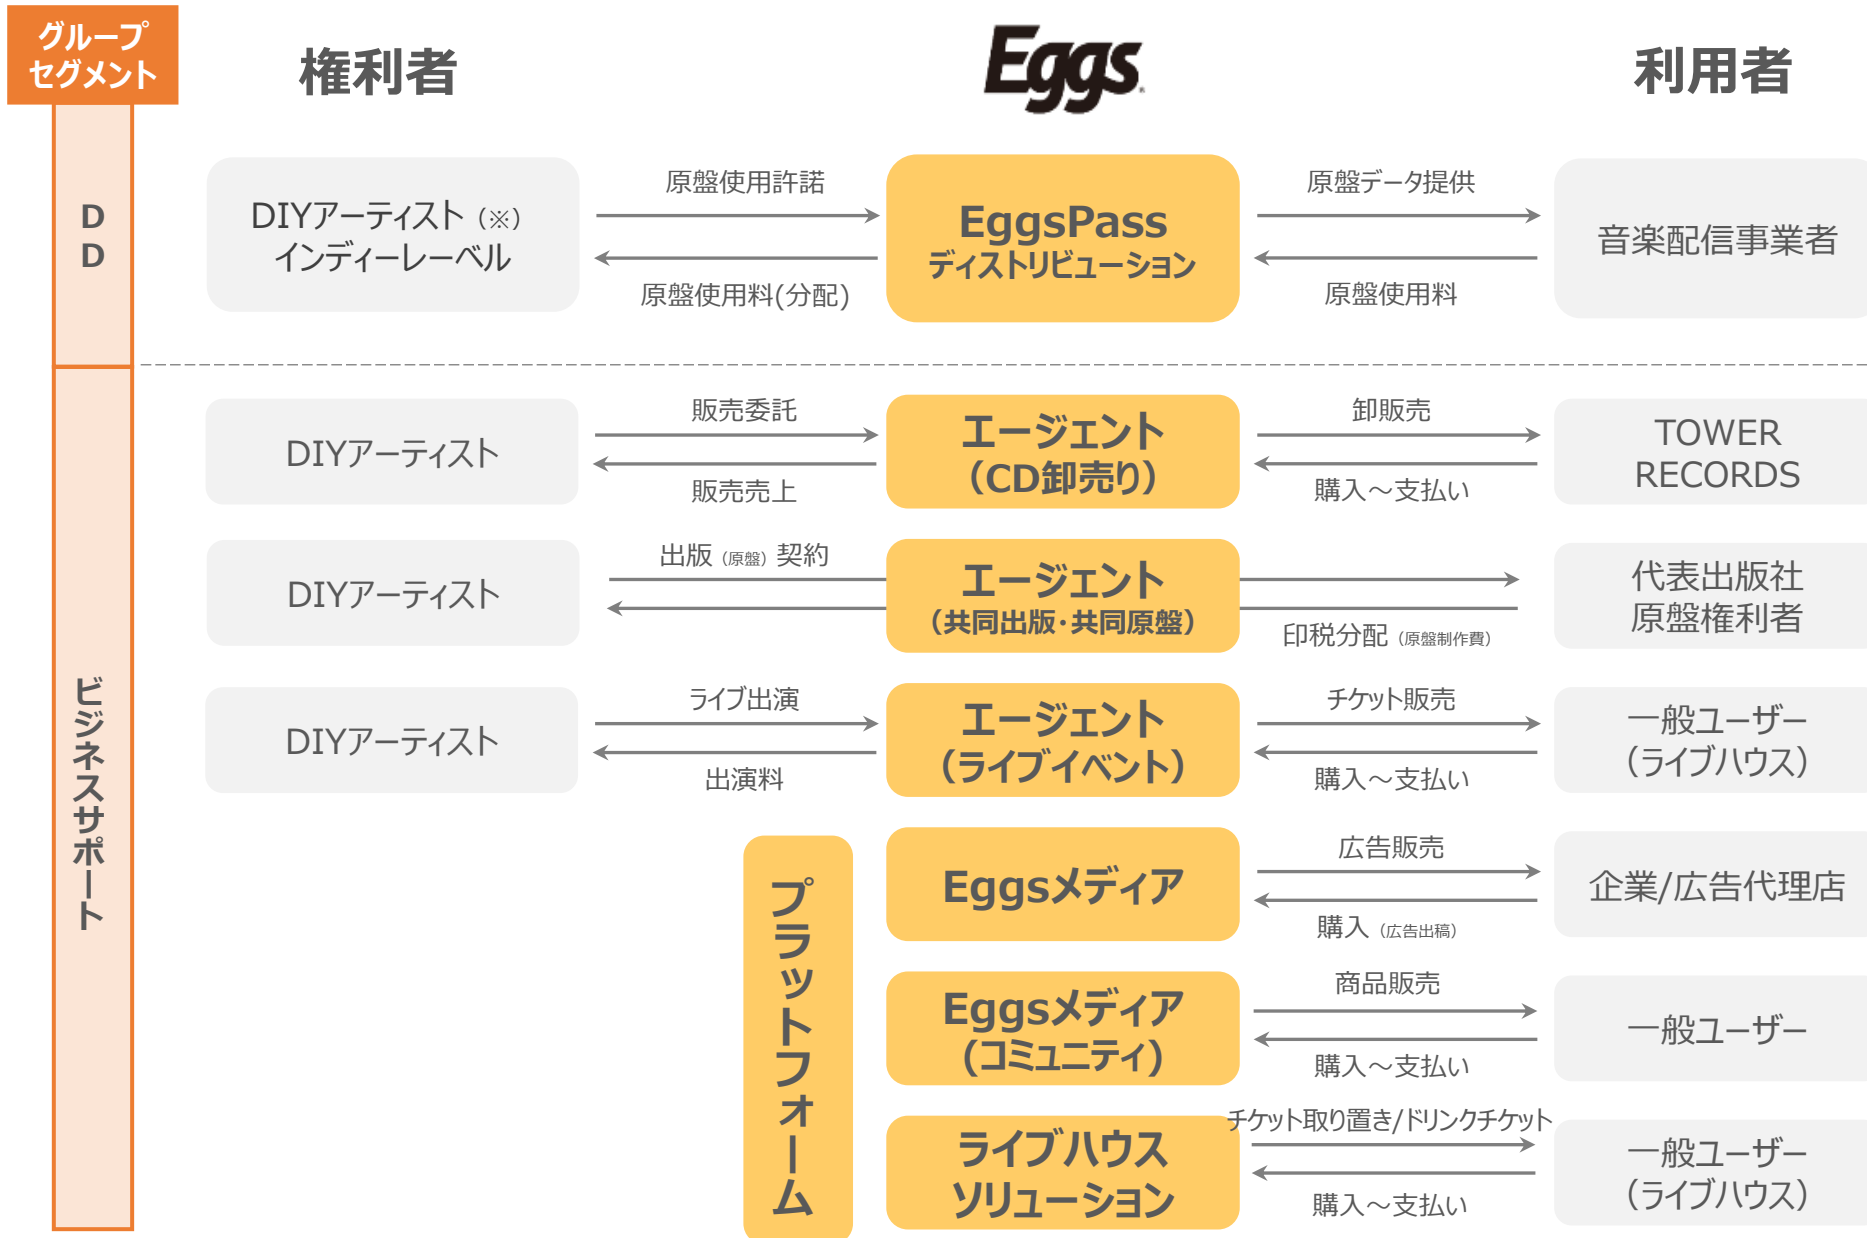 グループ
セグメント
権利者
Eggs
利用者
DD
DIYアーティスト（※）
インディーレーベル
原盤使用許諾
原盤使用料(分配)
EggsPass
ディストリビューション
原盤データ提供
原盤使用料
音楽配信事業者
ビジネスサポート
DIYアーティスト
販売委託
販売売上
エージェント
（CD卸売り）
卸販売
購入～支払い
TOWER
RECORDS
DIYアーティスト
出版（原盤）契約
エージェント
（共同出版・共同原盤）
印税分配（原盤制作費）
代表出版社
原盤権利者
DIYアーティスト
ライブ出演
出演料
エージェント
（ライブイベント）
チケット販売
購入～支払い
一般ユーザー
（ライブハウス）
プラットフォーム
Eggsメディア
広告販売
購入（広告出稿）
企業/広告代理店
Eggsメディア
(コミュニティ)
商品販売
購入～支払い
一般ユーザー
ライブハウス
ソリューション
チケット取り置き/ドリンクチケット
購入～支払い
一般ユーザー
（ライブハウス）